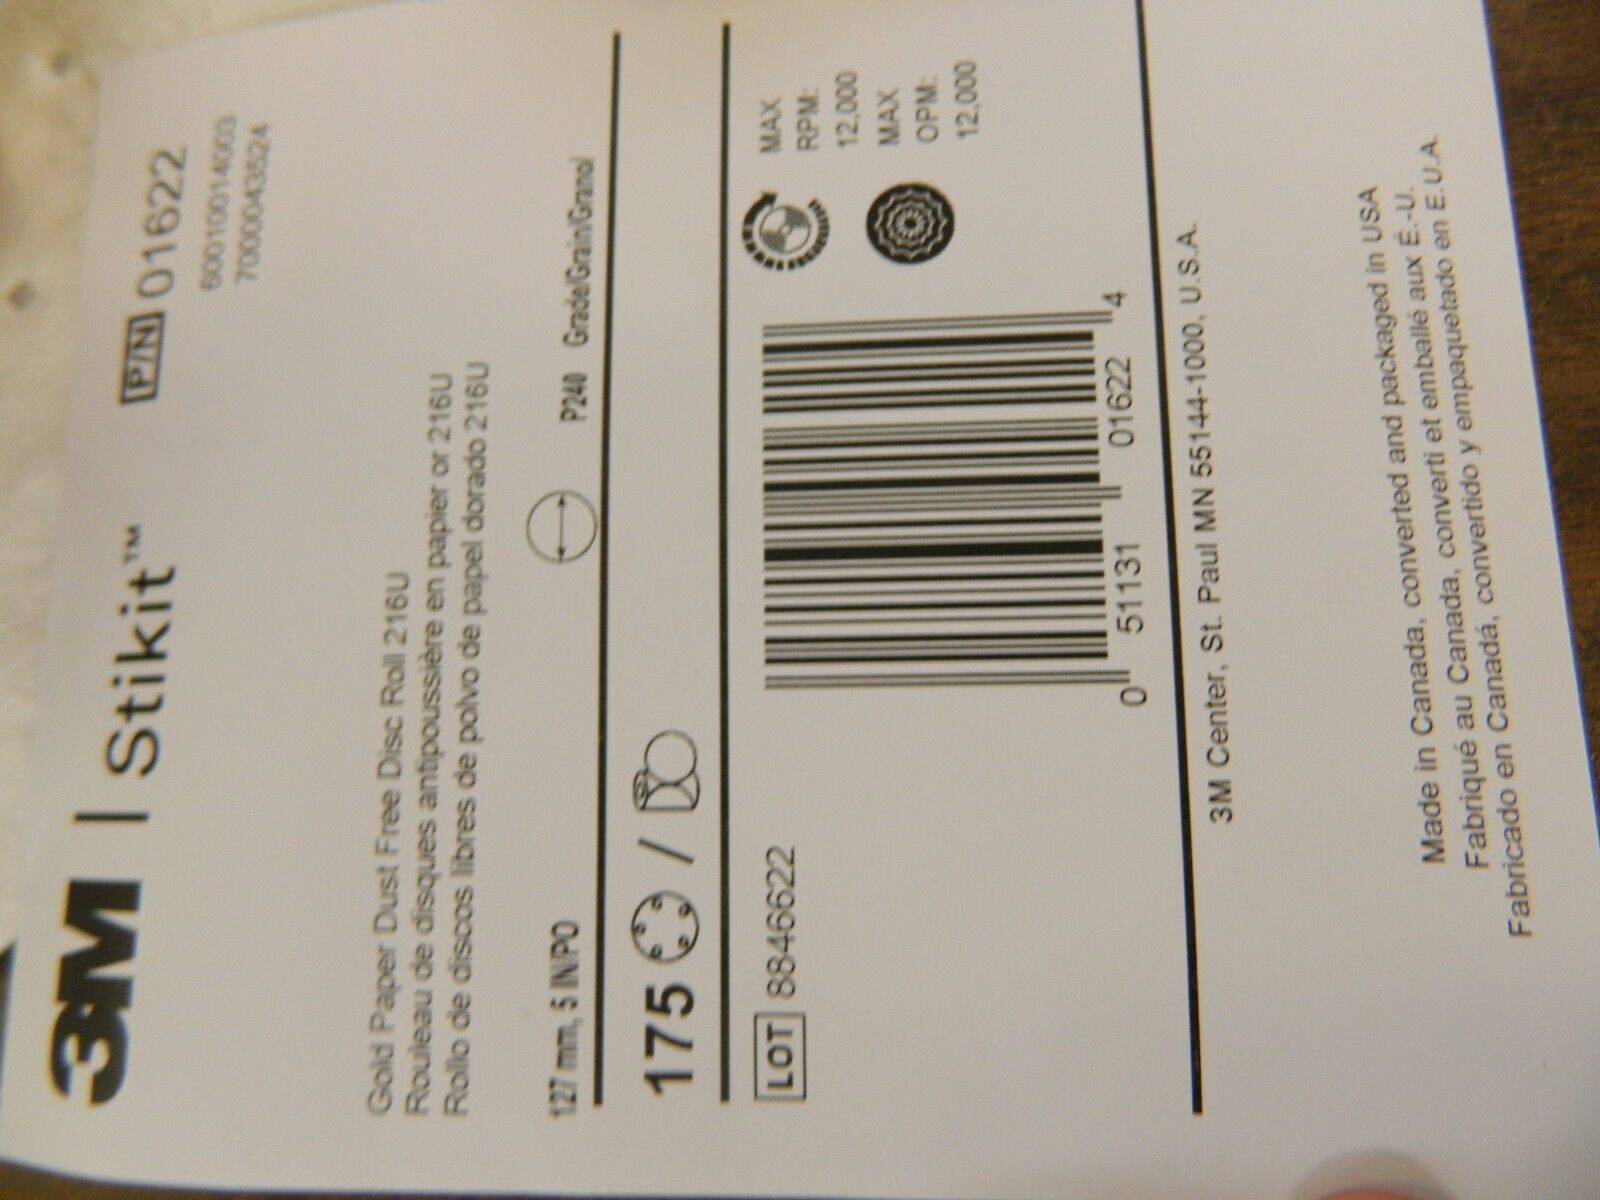 3M | Stikit™
P/N 01622
60010014003
7000043524
Gold Paper Dust Free Disc Roll 216U
Rouleau de disques antipoussière en papier or 216U
Rollo de discos libres de polvo de papel dorado 216U
127 mm, 5 IN/PO
P240 Grade/Grain/Grano/
175 /
LOT 8846622
0 51131 01622 4
MAX
RPM:
12,000
MAX
OPM:
12,000
3M Center, St. Paul MN 55144-1000, U.S.A.
Made in Canada, converted and packaged in USA
Fabriqué au Canada, converti et emballé aux É.-U.
Fabricado en Canadá, convertido y empaquetado en E.U.A.